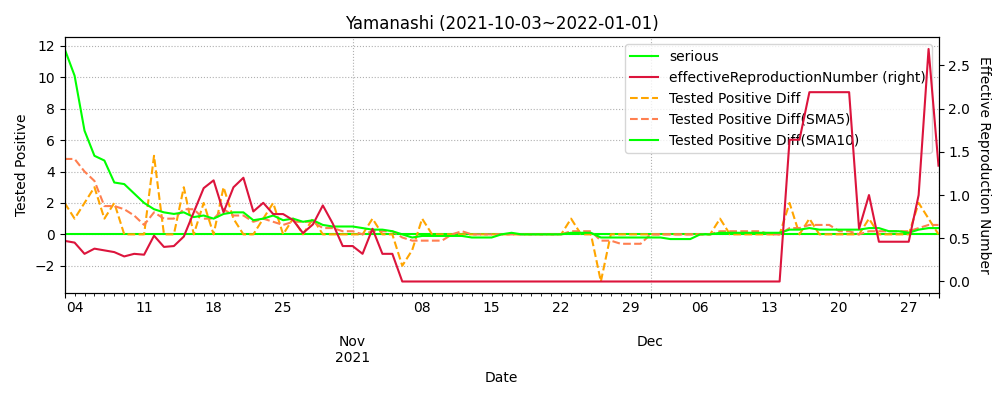 Yamanashi (2021-10-03~2022-01-01)
12
10
8
6
4
2
0
−2
Tested Positive
serious
effectiveReproductionNumber (right)
Tested Positive Diff
Tested Positive Diff(SMA5)
Tested Positive Diff(SMA10)
2.5
2.0
1.5
1.0
0.5
0.0
Effective Reproduction Number
04 11 18 25 08 15 22 29 06 13 20 27
Nov Dec
2021
Date